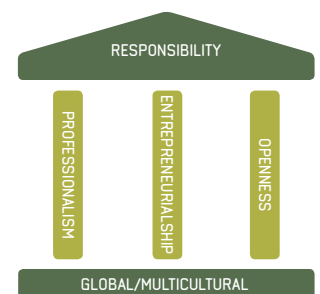 RESPONSIBILITY
PROFESSIONALISM
ENTREPRENEURIALSHIP
OPENNESS
GLOBAL/MULTICULTURAL